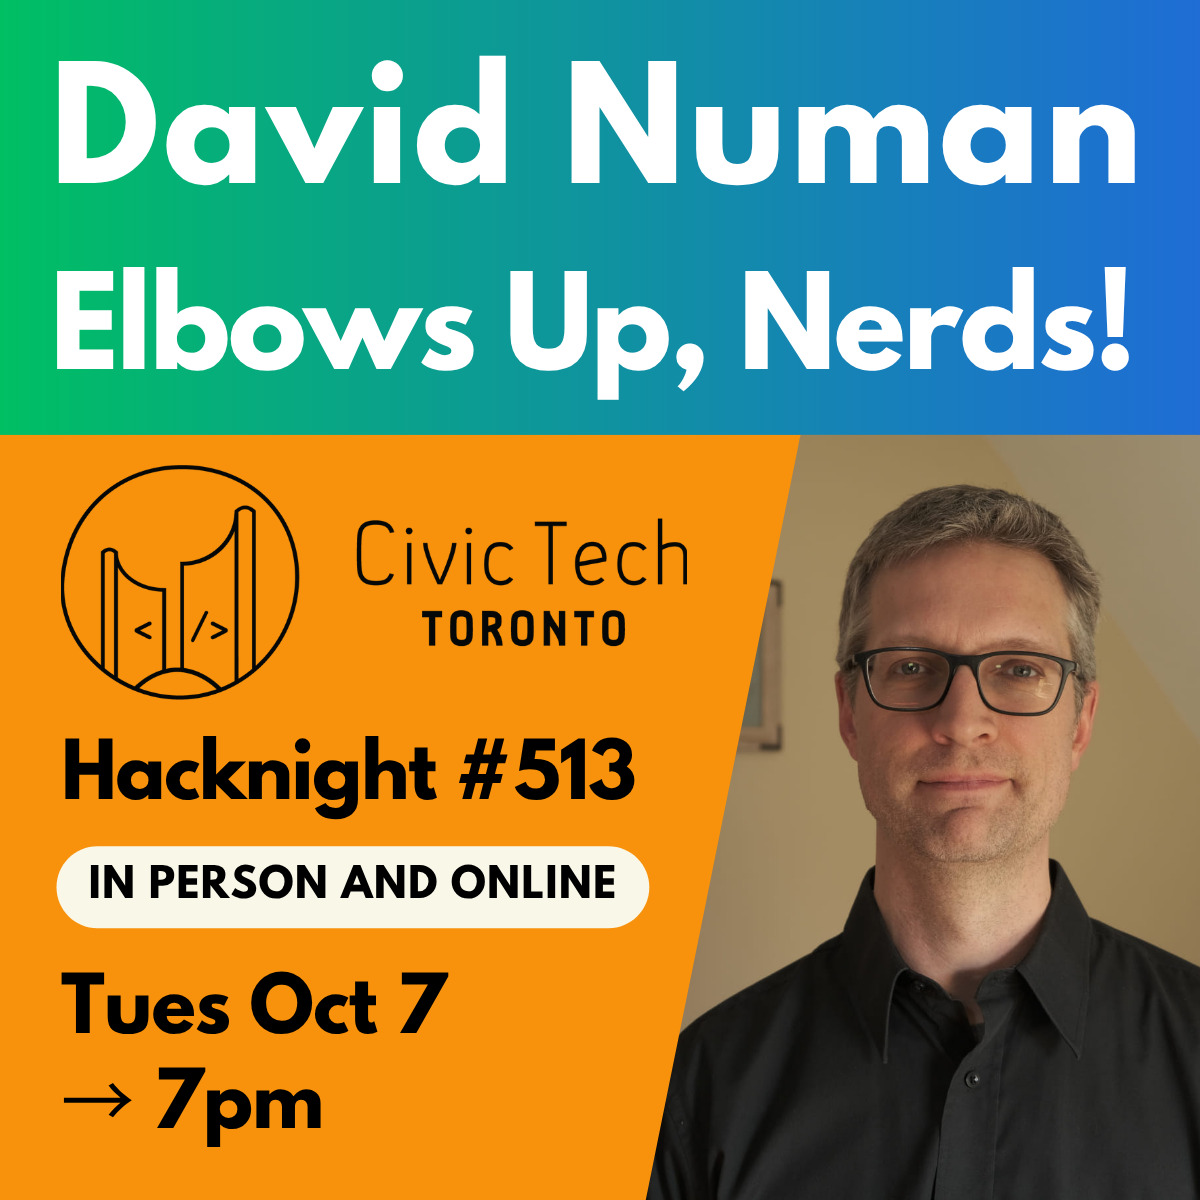 David Numan
Elbows Up, Nerds!
< />
Civic Tech
TORONTO
Hacknight #513
IN PERSON AND ONLINE
Tues Oct 7
→ 7pm